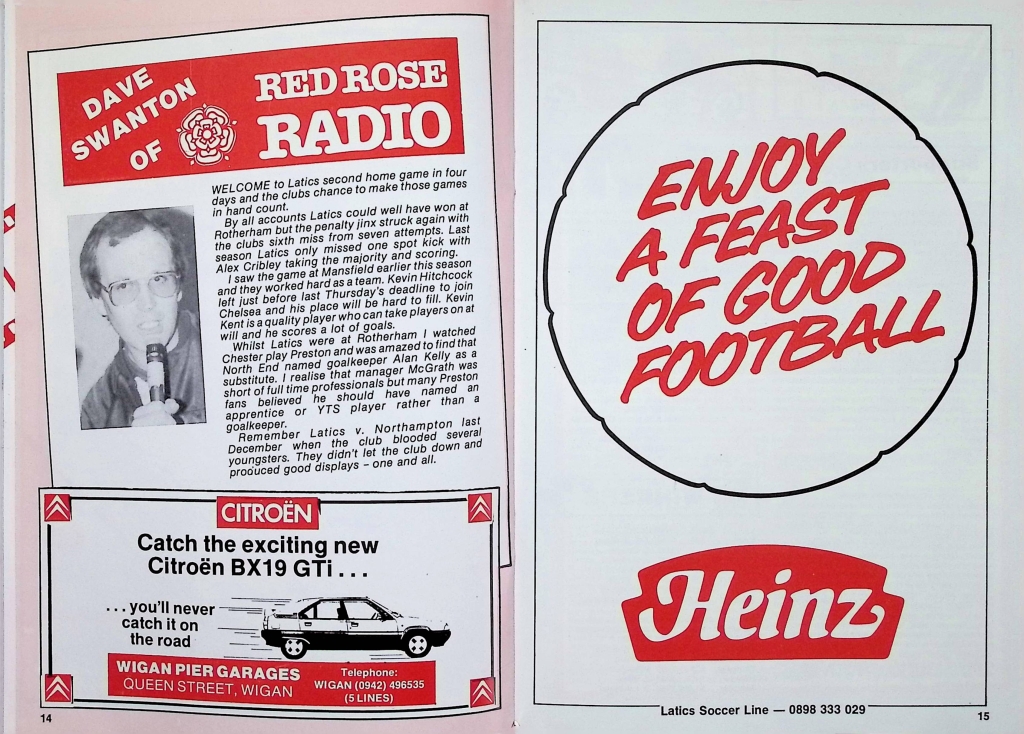 DAVE
SWANTON
OF
RED ROSE
RADIO
WELCOME to Latics second home game in four
days and the clubs chance to make those games
in hand count.
By all accounts Latics could well have won at
Rotherham but the penalty jinx struck again with
the clubs sixth miss from seven attempts. Last
season Latics only missed one spot kick with
Alex Cribley taking the majority and scoring.
I saw the game at Mansfield earlier this season
and they worked hard as a team. Kevin Hitchcock
left just before last Thursday's deadline to join
Chelsea and his place will be hard to fill. Kevin
Kent is a quality player who can take players on at
will and he scores a lot of goals.
Whilst Latics were at Rotherham I watched
Chester play Preston and was amazed to find that
North End named goalkeeper Alan Kelly as a
substitute. I realise that manager McGrath was
short of full time professionals but many Preston
fans believed he should have named an
apprentice or YTS player rather than a
goalkeeper.
Remember Latics v. Northampton last
December when the club blooded several
youngsters. They didn't let the club down and
produced good displays – one and all.
CITROËN
Catch the exciting new
Citroën BX19 GTi . . .
. . . you'll never
catch it on
the road
WIGAN PIER GARAGES
QUEEN STREET, WIGAN
Telephone:
WIGAN (0942) 496535
(5 LINES)
14
ENJOY
A FEAST
OF GOOD
FOOTBALL
Heinz
Latics Soccer Line — 0898 333 029
15